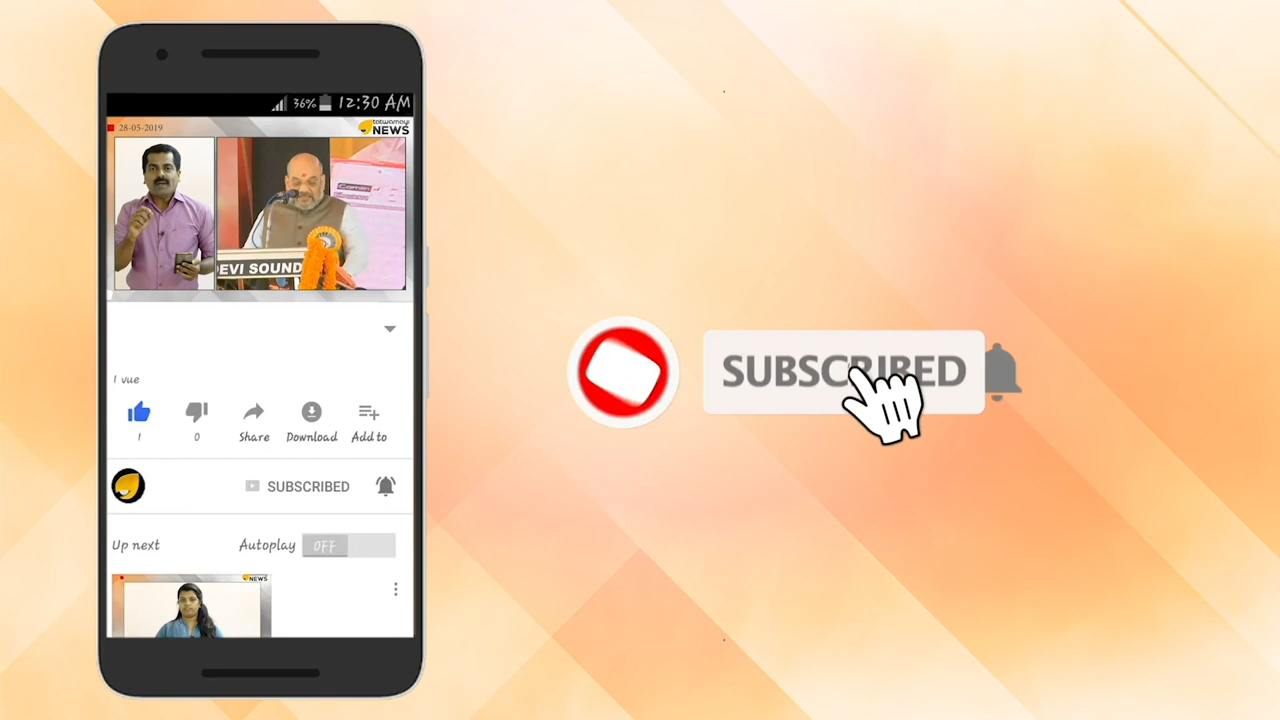 36% 12:30 AM
28-05-2019
tatwamayi
NEWS
DEVI SOUND
1 vue
1
0
Share
Download
Add to
SUBSCRIBED
Up next
Autoplay
OFF
NEWS
SUBSCRIBED